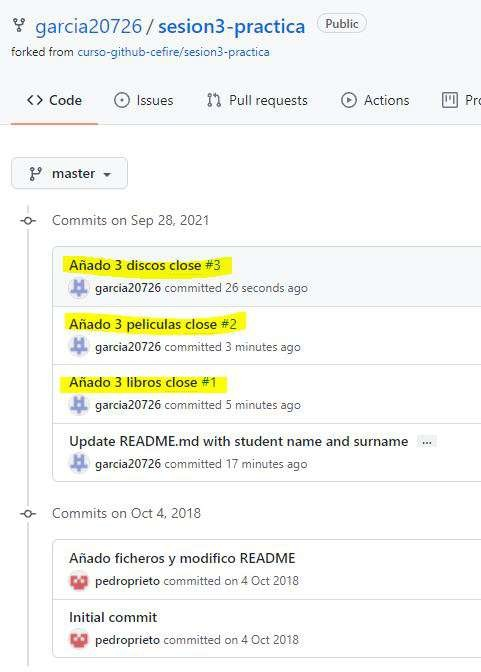 garcia20726 / sesion3-practica Public
forked from curso-github-cefire/sesion3-practica
Code Issues Pull requests Actions
master
Commits on Sep 28, 2021
Añado 3 discos close #3
garcia20726 committed 26 seconds ago
Añado 3 peliculas close #2
garcia20726 committed 3 minutes ago
Añado 3 libros close #1
garcia20726 committed 5 minutes ago
Update README.md with student name and surname ...
garcia20726 committed 17 minutes ago
Commits on Oct 4, 2018
Añado ficheros y modifico README
pedroprieto committed on 4 Oct 2018
Initial commit
pedroprieto committed on 4 Oct 2018